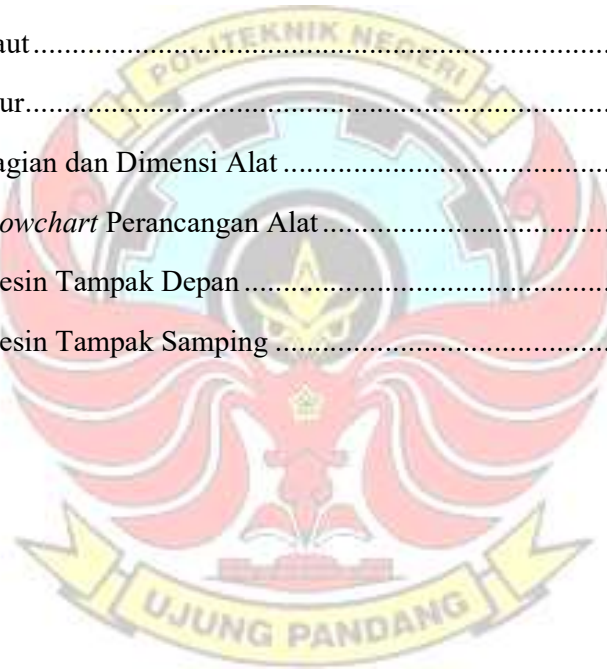 aut
POLITEKNIK NEGERI
ur
agian dan Dimensi Alat
owchart Perancangan Alat
esin Tampak Depan
esin Tampak Samping
UJUNG PANDANG